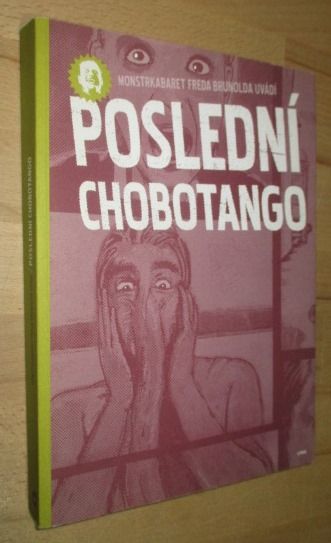 MONSTRKABARET FREDA BRUNOLDA UVÁDÍ
POSLEDNÍ
CHOBOTANGO
POSLEDNÍ CHOBOTANGO